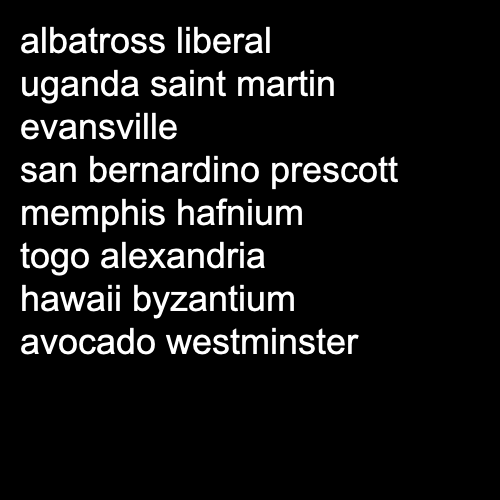 albatross liberal
uganda saint martin
evansville
san bernardino prescott
memphis hafnium
togo alexandria
hawaii byzantium
avocado westminster